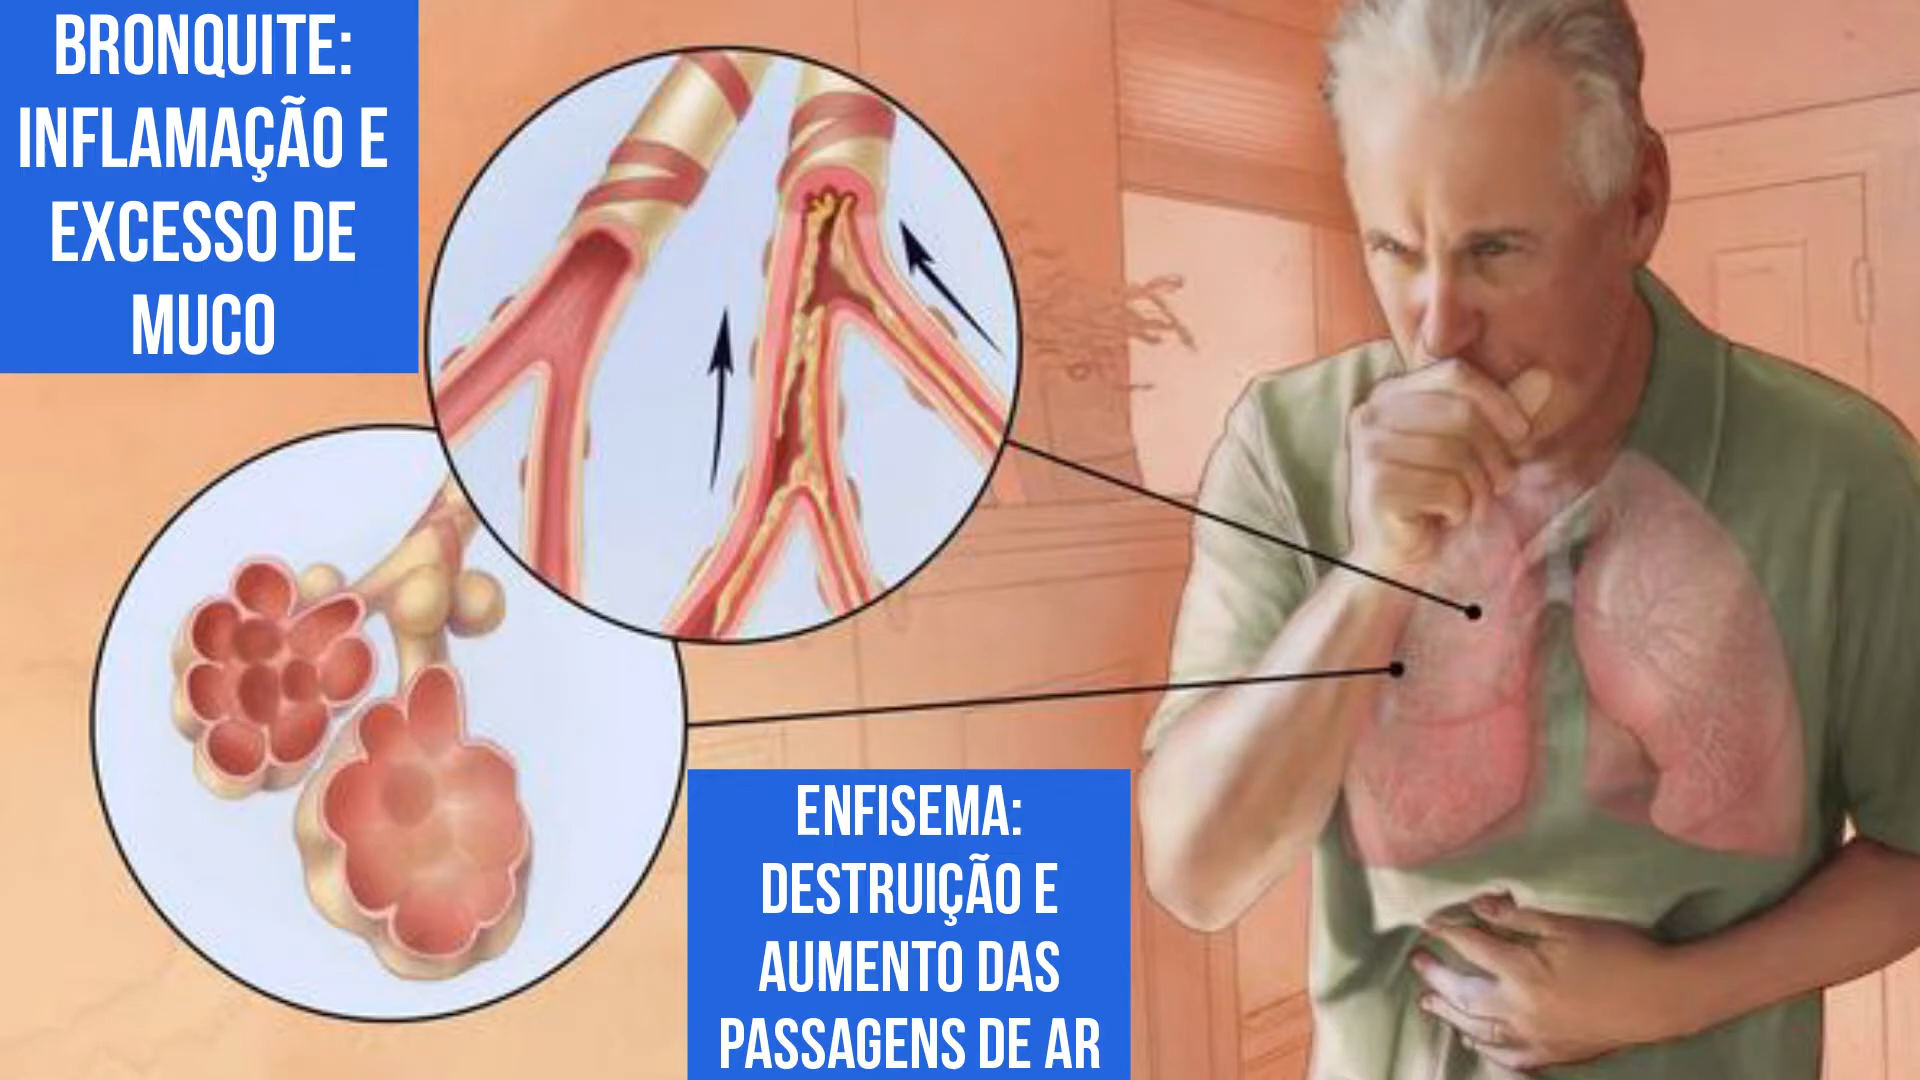 BRONQUITE:
INFLAMAÇÃO E
EXCESSO DE
MUCO
ENFISEMA:
DESTRUIÇÃO E
AUMENTO DAS
PASSAGENS DE AR